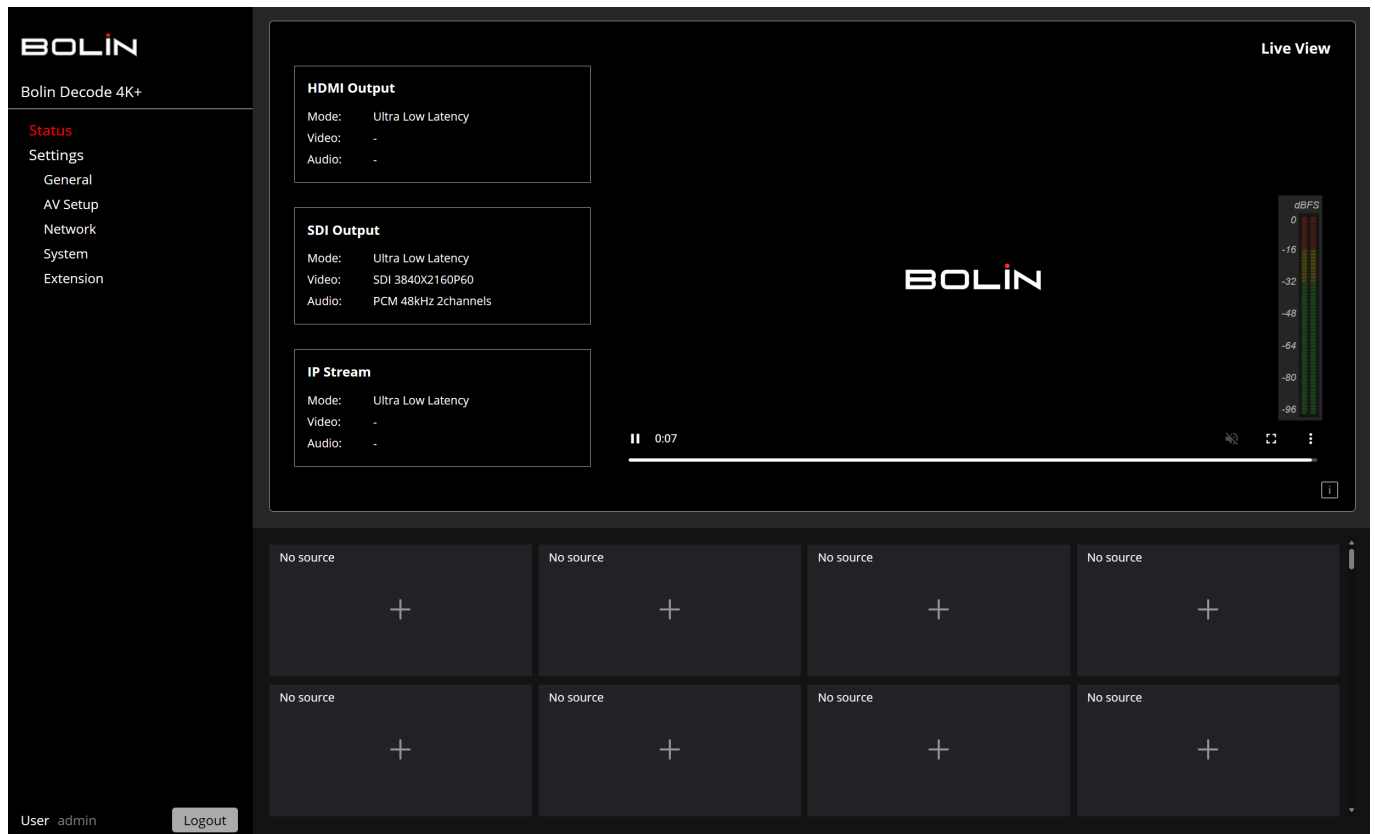 BOLIN
Bolin Decode 4K+
Status
Settings
General
AV Setup
Network
System
Extension
User admin
Logout
Live View
HDMI Output
Mode: Ultra Low Latency
Video: -
Audio: -
SDI Output
Mode: Ultra Low Latency
Video: SDI 3840X2160P60
Audio: PCM 48kHz 2channels
IP Stream
Mode: Ultra Low Latency
Video: -
Audio: -
BOLIN
dBFS
0
-16
-32
-48
-64
-80
-96
0:07
i
No source
No source
No source
No source
No source
No source
No source
No source